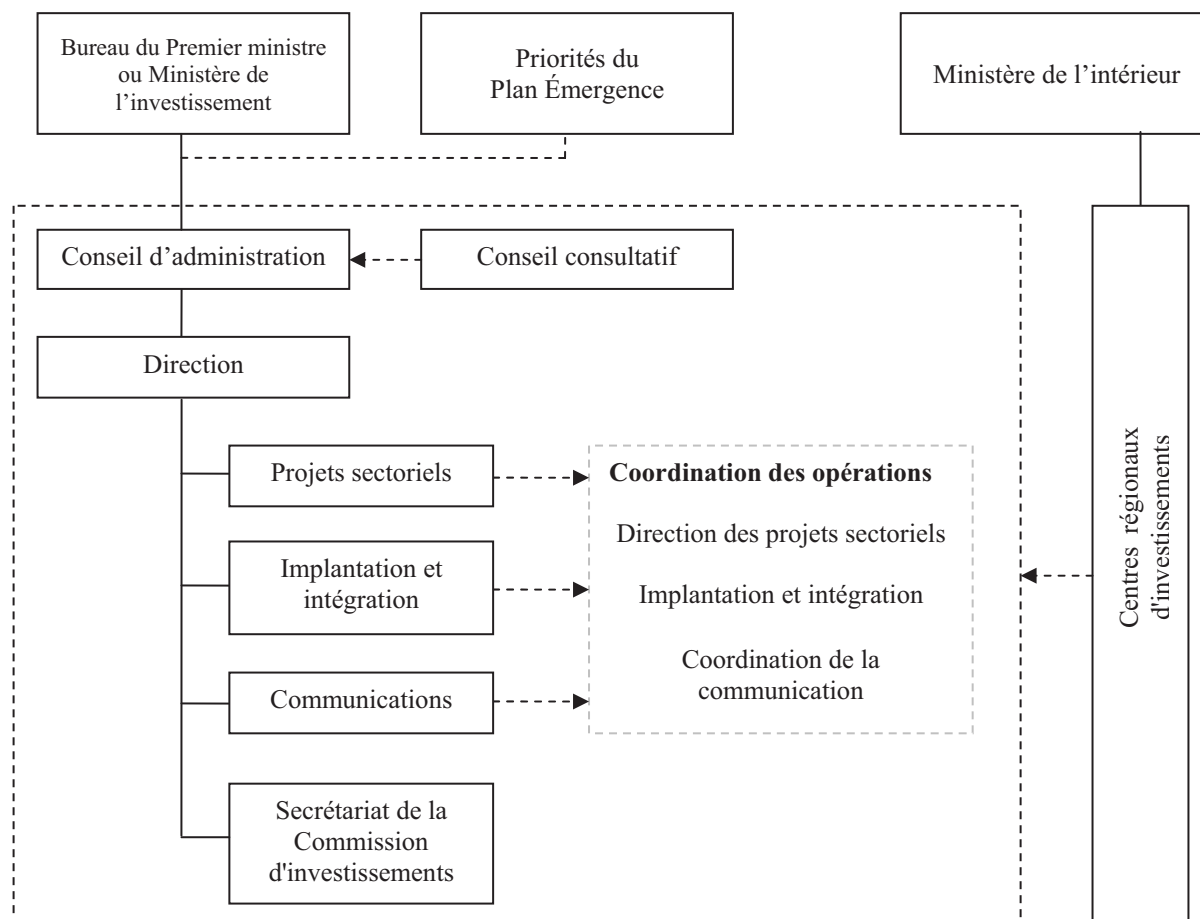 Bureau du Premier ministre
ou Ministère de
l’investissement
Priorités du
Plan Émergence
Ministère de l’intérieur
Conseil d’administration
Conseil consultatif
Direction
Projets sectoriels
Implantation et
intégration
Communications
Secrétariat de la
Commission
d'investissements
Coordination des opérations
Direction des projets sectoriels
Implantation et intégration
Coordination de la
communication
Centres régionaux
d'investissements